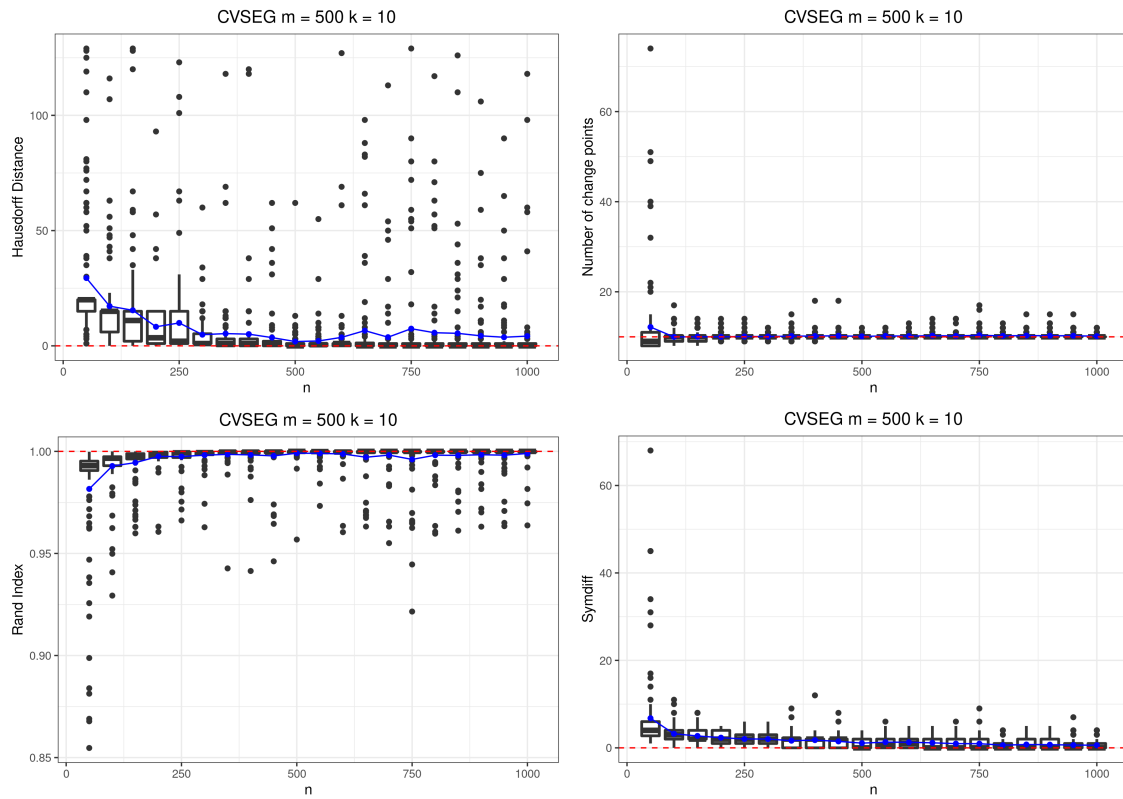 CVSEG m = 500 k = 10
Hausdorff Distance
100
50
0
0
250
500
750
1000
n
CVSEG m = 500 k = 10
Number of change points
60
40
20
0
250
500
750
1000
n
CVSEG m = 500 k = 10
Rand Index
1.00
0.95
0.90
0.85
0
250
500
750
1000
n
CVSEG m = 500 k = 10
Symdiff
60
40
20
0
0
250
500
750
1000
n